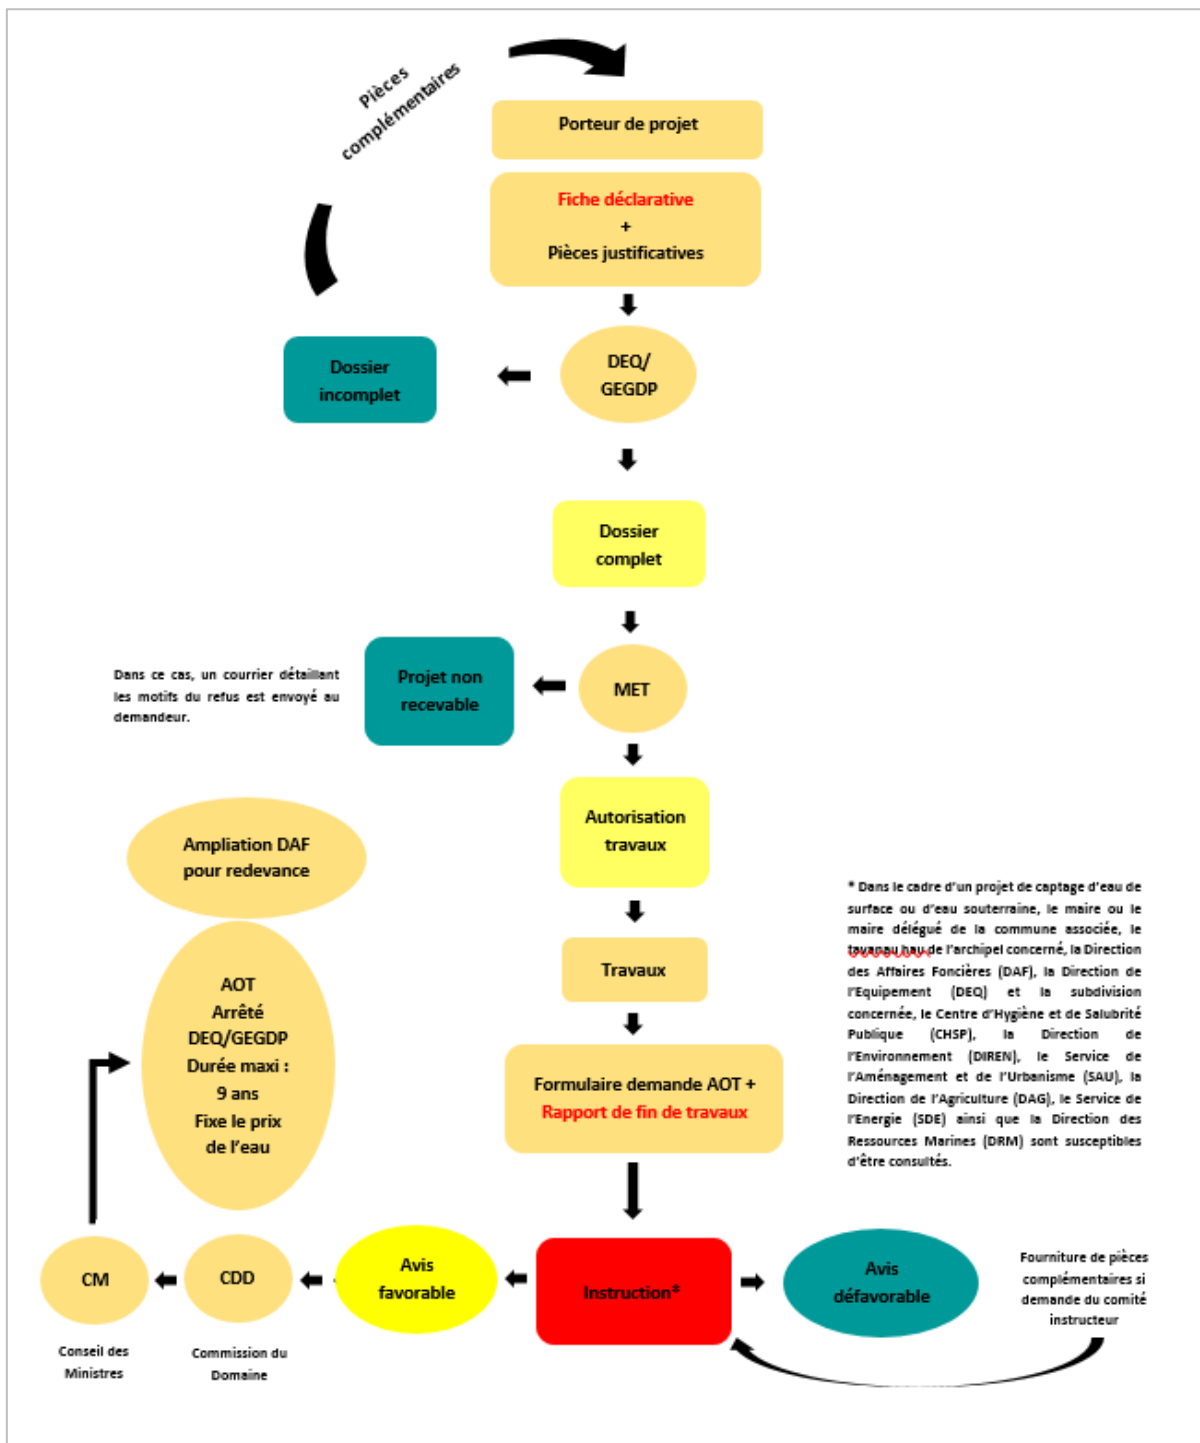 Pièces
complémentaires
Porteur de projet
Fiche déclarative
+
Pièces justificatives
DEQ/
GEGDP
Dossier
incomplet
Dossier
complet
MET
Projet non
recevable
Dans ce cas, un courrier détaillant
les motifs du refus est envoyé au
demandeur.
Autorisation
travaux
Travaux
Formulaire demande AOT +
Rapport de fin de travaux
Ampliation DAF
pour redevance
AOT
Arrêté
DEQ/GEGDP
Durée maxi :
9 ans
Fixe le prix
de l'eau
* Dans le cadre d'un projet de captage d'eau de
surface ou d'eau souterraine, le maire ou le
maire délégué de la commune associée, le
tavanau hau de l'archipel concerné, la Direction
des Affaires Foncières (DAF), la Direction de
l'Equipement (DEQ) et la subdivision
concernée, le Centre d'Hygiène et de Salubrité
Publique (CHSP), la Direction de
l'Environnement (DIREN), le Service de
l'Aménagement et de l'Urbanisme (SAU), la
Direction de l'Agriculture (DAG), le Service de
l'Energie (SDE) ainsi que la Direction des
Ressources Marines (DRM) sont susceptibles
d'être consultés.
CM
CDD
Avis
favorable
Instruction*
Avis
défavorable
Fourniture de pièces
complémentaires si
demande du comité
instructeur
Conseil des
Ministres
Commission du
Domaine